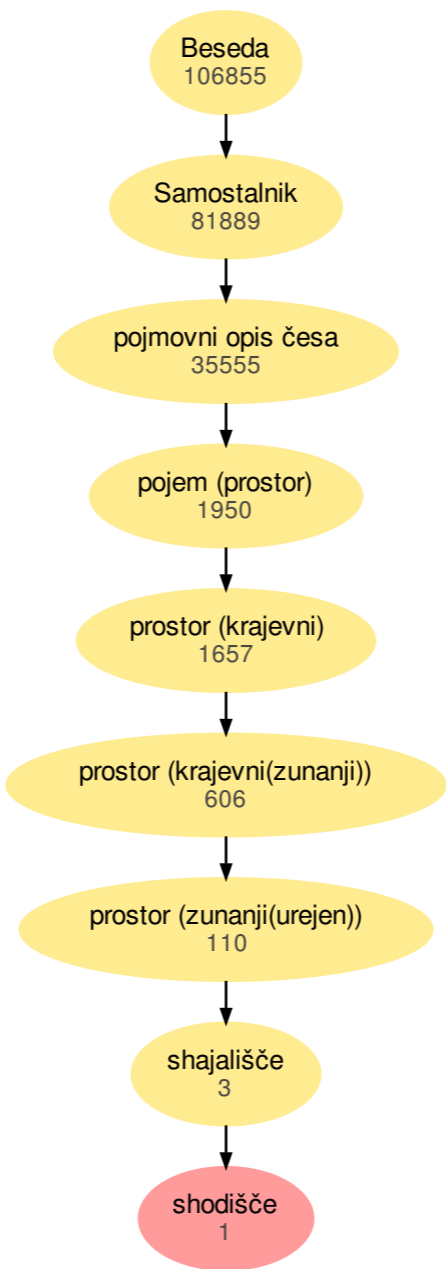 Beseda
106855
Samostalnik
81889
pojmovni opis česa
35555
pojem (prostor)
1950
prostor (krajevni)
1657
prostor (krajevni(zunanji))
606
prostor (zunanji(urejen))
110
shajališče
3
shodišče
1